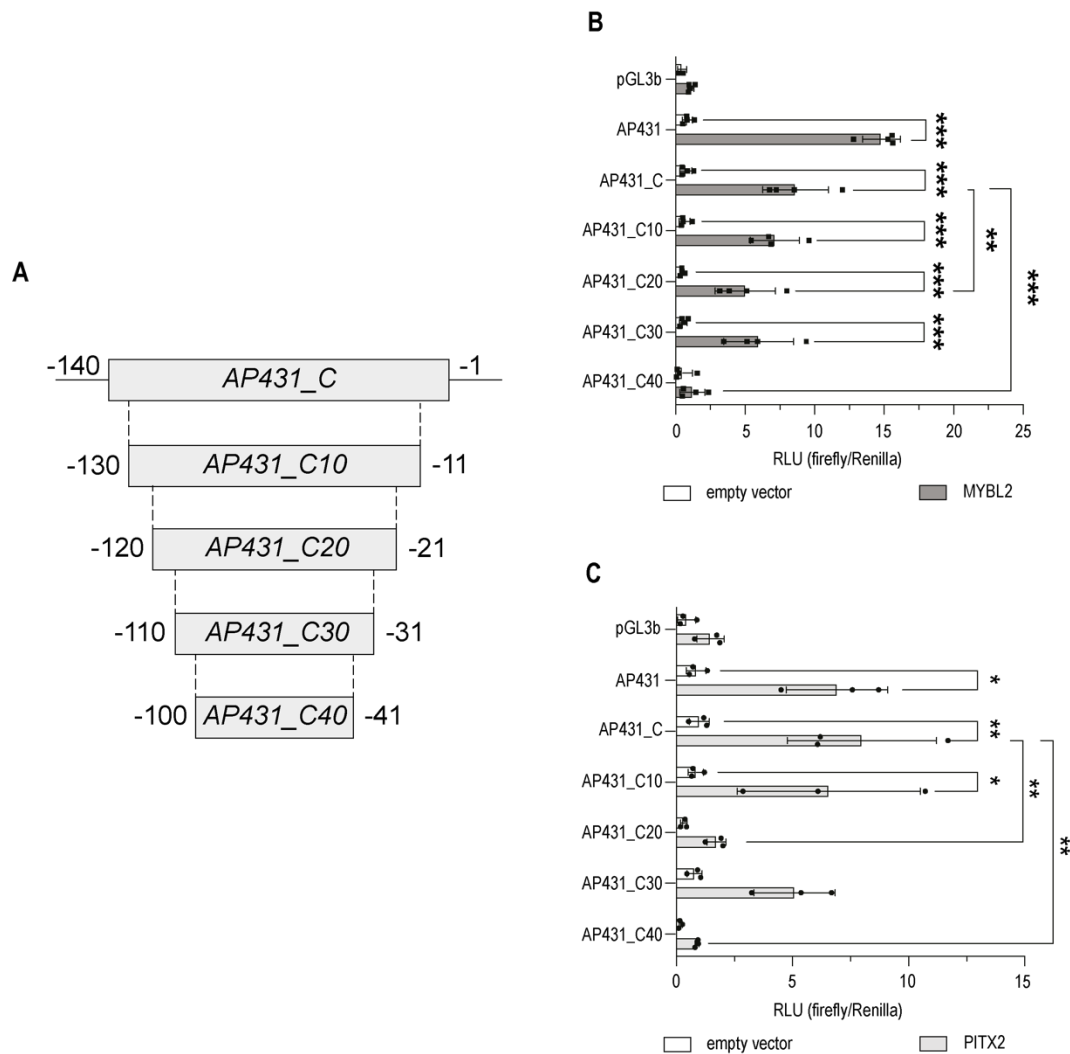 A
-140 AP431_C -1
-130 AP431_C10 -11
-120 AP431_C20 -21
-110 AP431_C30 -31
-100 AP431_C40 -41
B
pGL3b
AP431 ***
AP431_C ***
AP431_C10 ***
**
AP431_C20 ***
***
AP431_C30 ***
AP431_C40
0 5 10 15 20 25
RLU (firefly/Renilla)
empty vector MYBL2
C
pGL3b
AP431 *
AP431_C **
AP431_C10 *
**
AP431_C20
**
AP431_C30
AP431_C40
0 5 10 15
RLU (firefly/Renilla)
empty vector PITX2